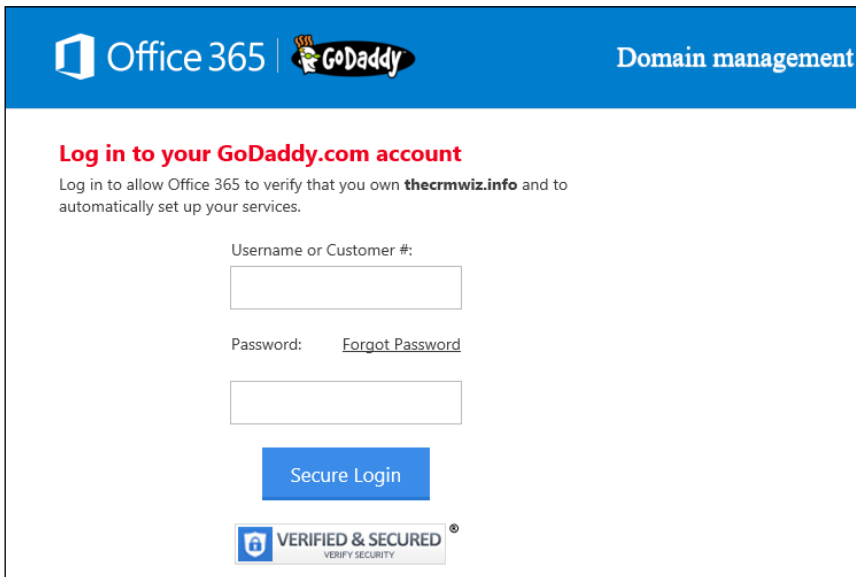 Office 365 GoDaddy Domain management
Log in to your GoDaddy.com account
Log in to allow Office 365 to verify that you own thecrmwiz.info and to
automatically set up your services.
Username or Customer #:
Password: Forgot Password
Secure Login
VERIFIED & SECURED ®
VERIFY SECURITY